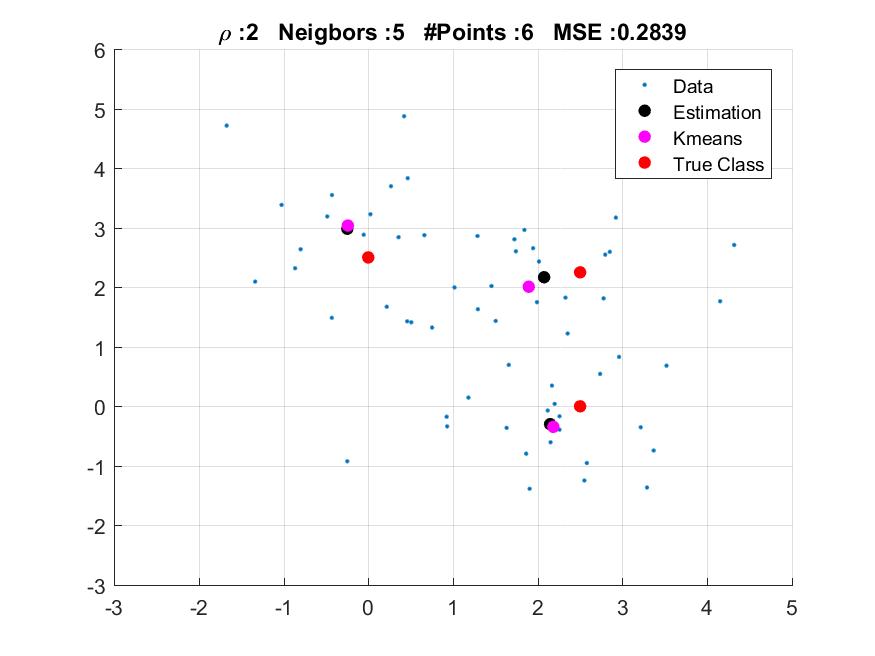 ρ :2 Neigbors :5 #Points :6 MSE :0.2839
6
5
4
3
2
1
0
-1
-2
-3
-3 -2 -1 0 1 2 3 4 5
Data
Estimation
Kmeans
True Class